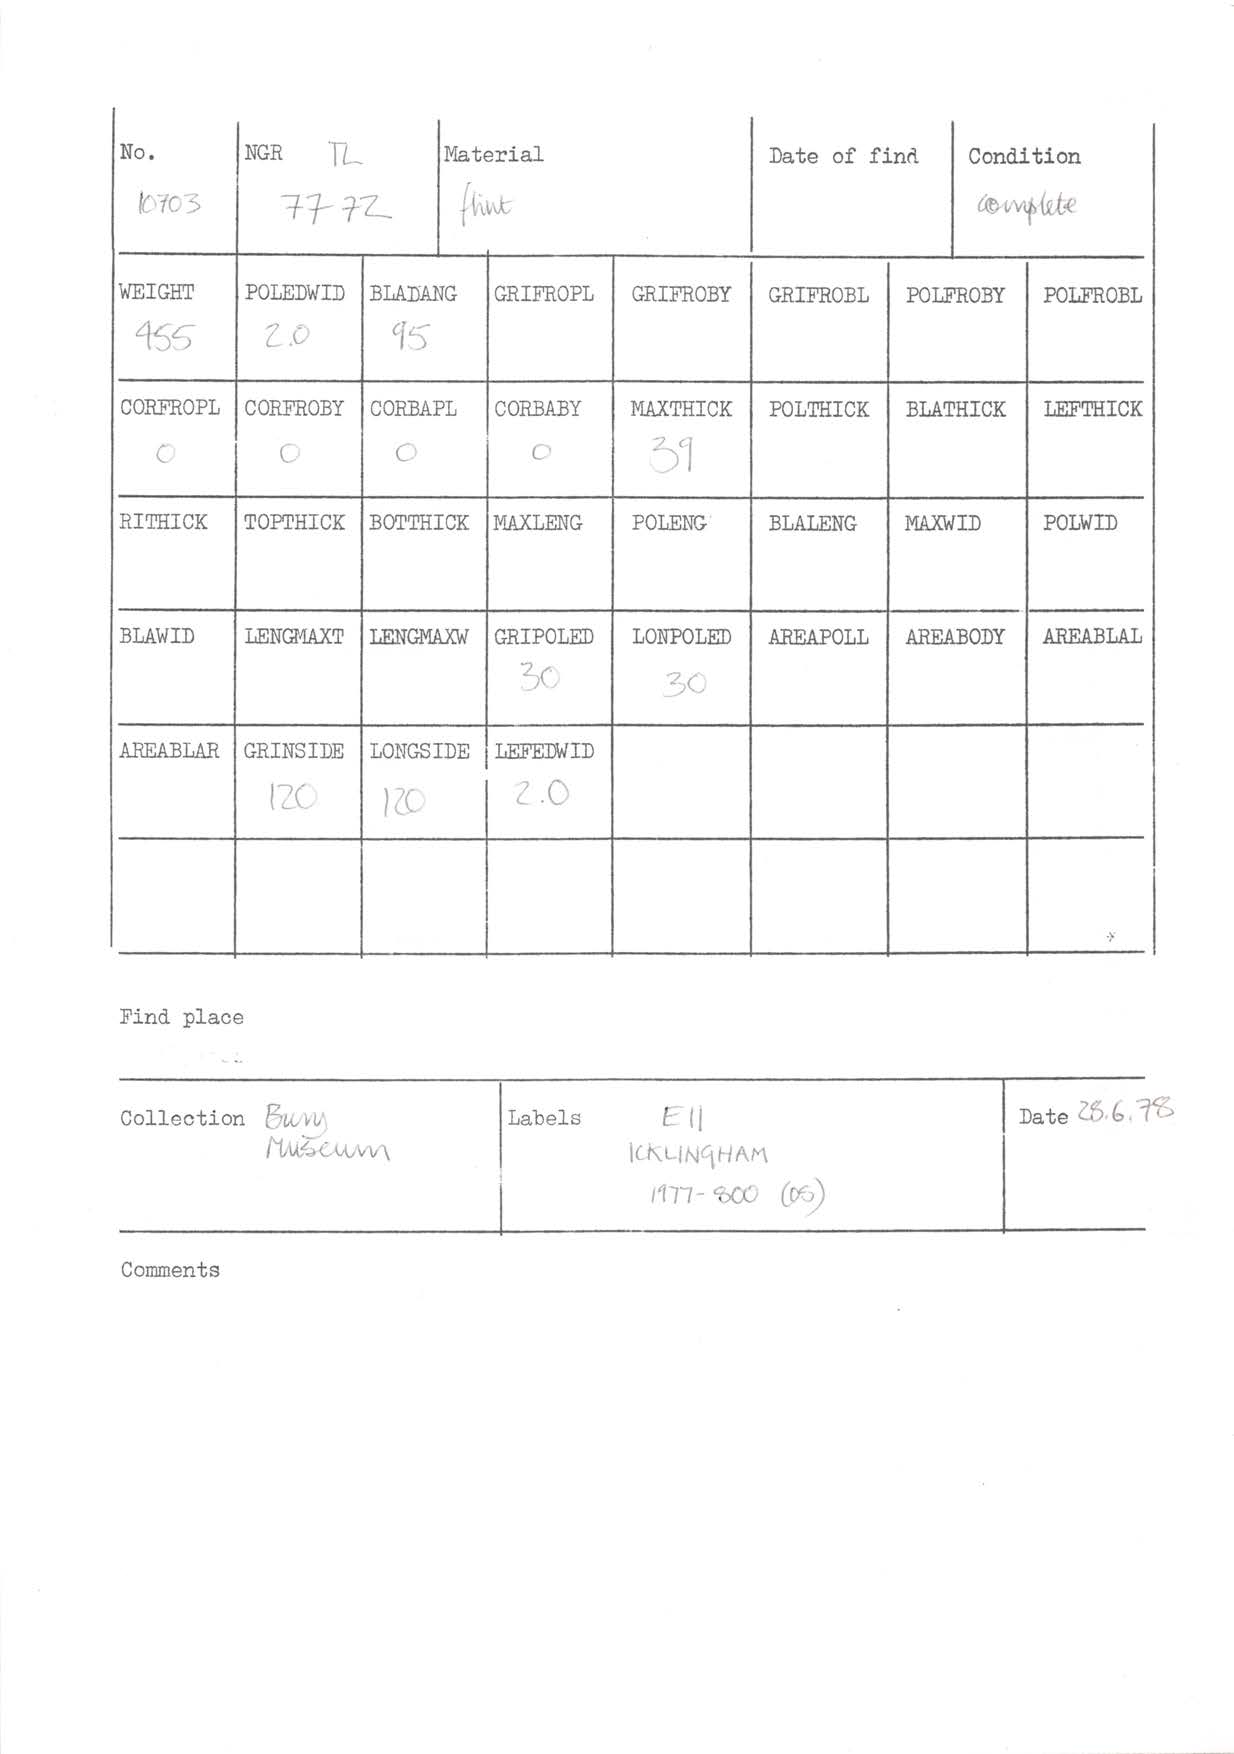 No. NGR TL Material Date of find Condition
10703 77 72 flint complete
WEIGHT POLEDWID BLADANG GRIFROPL GRIFROBY GRIFROBL POLFROBY POLFROBL
455 2.0 95
CORFROPL CORFROBY CORBAPL CORBABY MAXTHICK POLTHICK BLATHICK LEFTHICK
0 0 0 0 39
RITHICK TOPTHICK BOTTHICK MAXLENG POLENG BLALENG MAXWID POLWID
BLAWID LENGMAXT LENGMAXW GRIPOLED LONPOLED AREAPOLL AREABODY AREABLAL
30 30
AREABLAR GRINSIDE LONGSIDE LEFEDWID
120 120 2.0
Find place
Collection Bury Labels E11 Date 28.6.78
Museum ICKLINGHAM
1977-800 (OS)
Comments